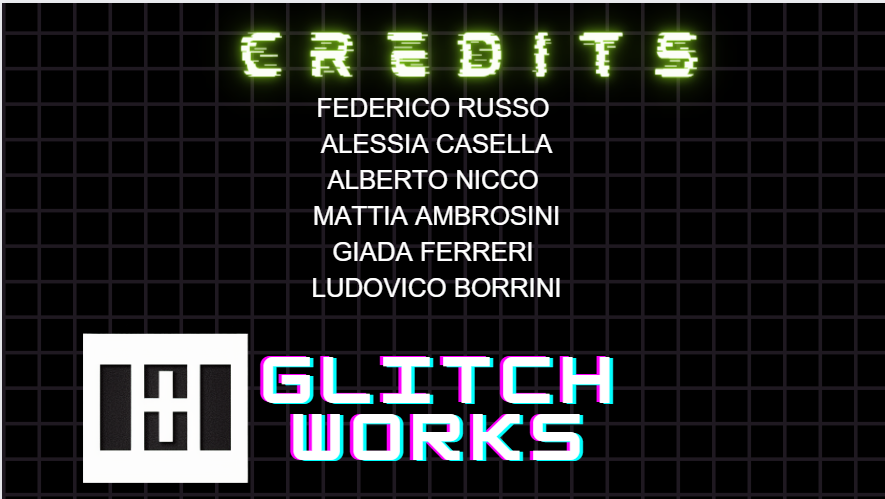 CREDITS
FEDERICO RUSSO
ALESSIA CASELLA
ALBERTO NICCO
MATTIA AMBROSINI
GIADA FERRERI
LUDOVICO BORRINI
GLITCH
WORKS